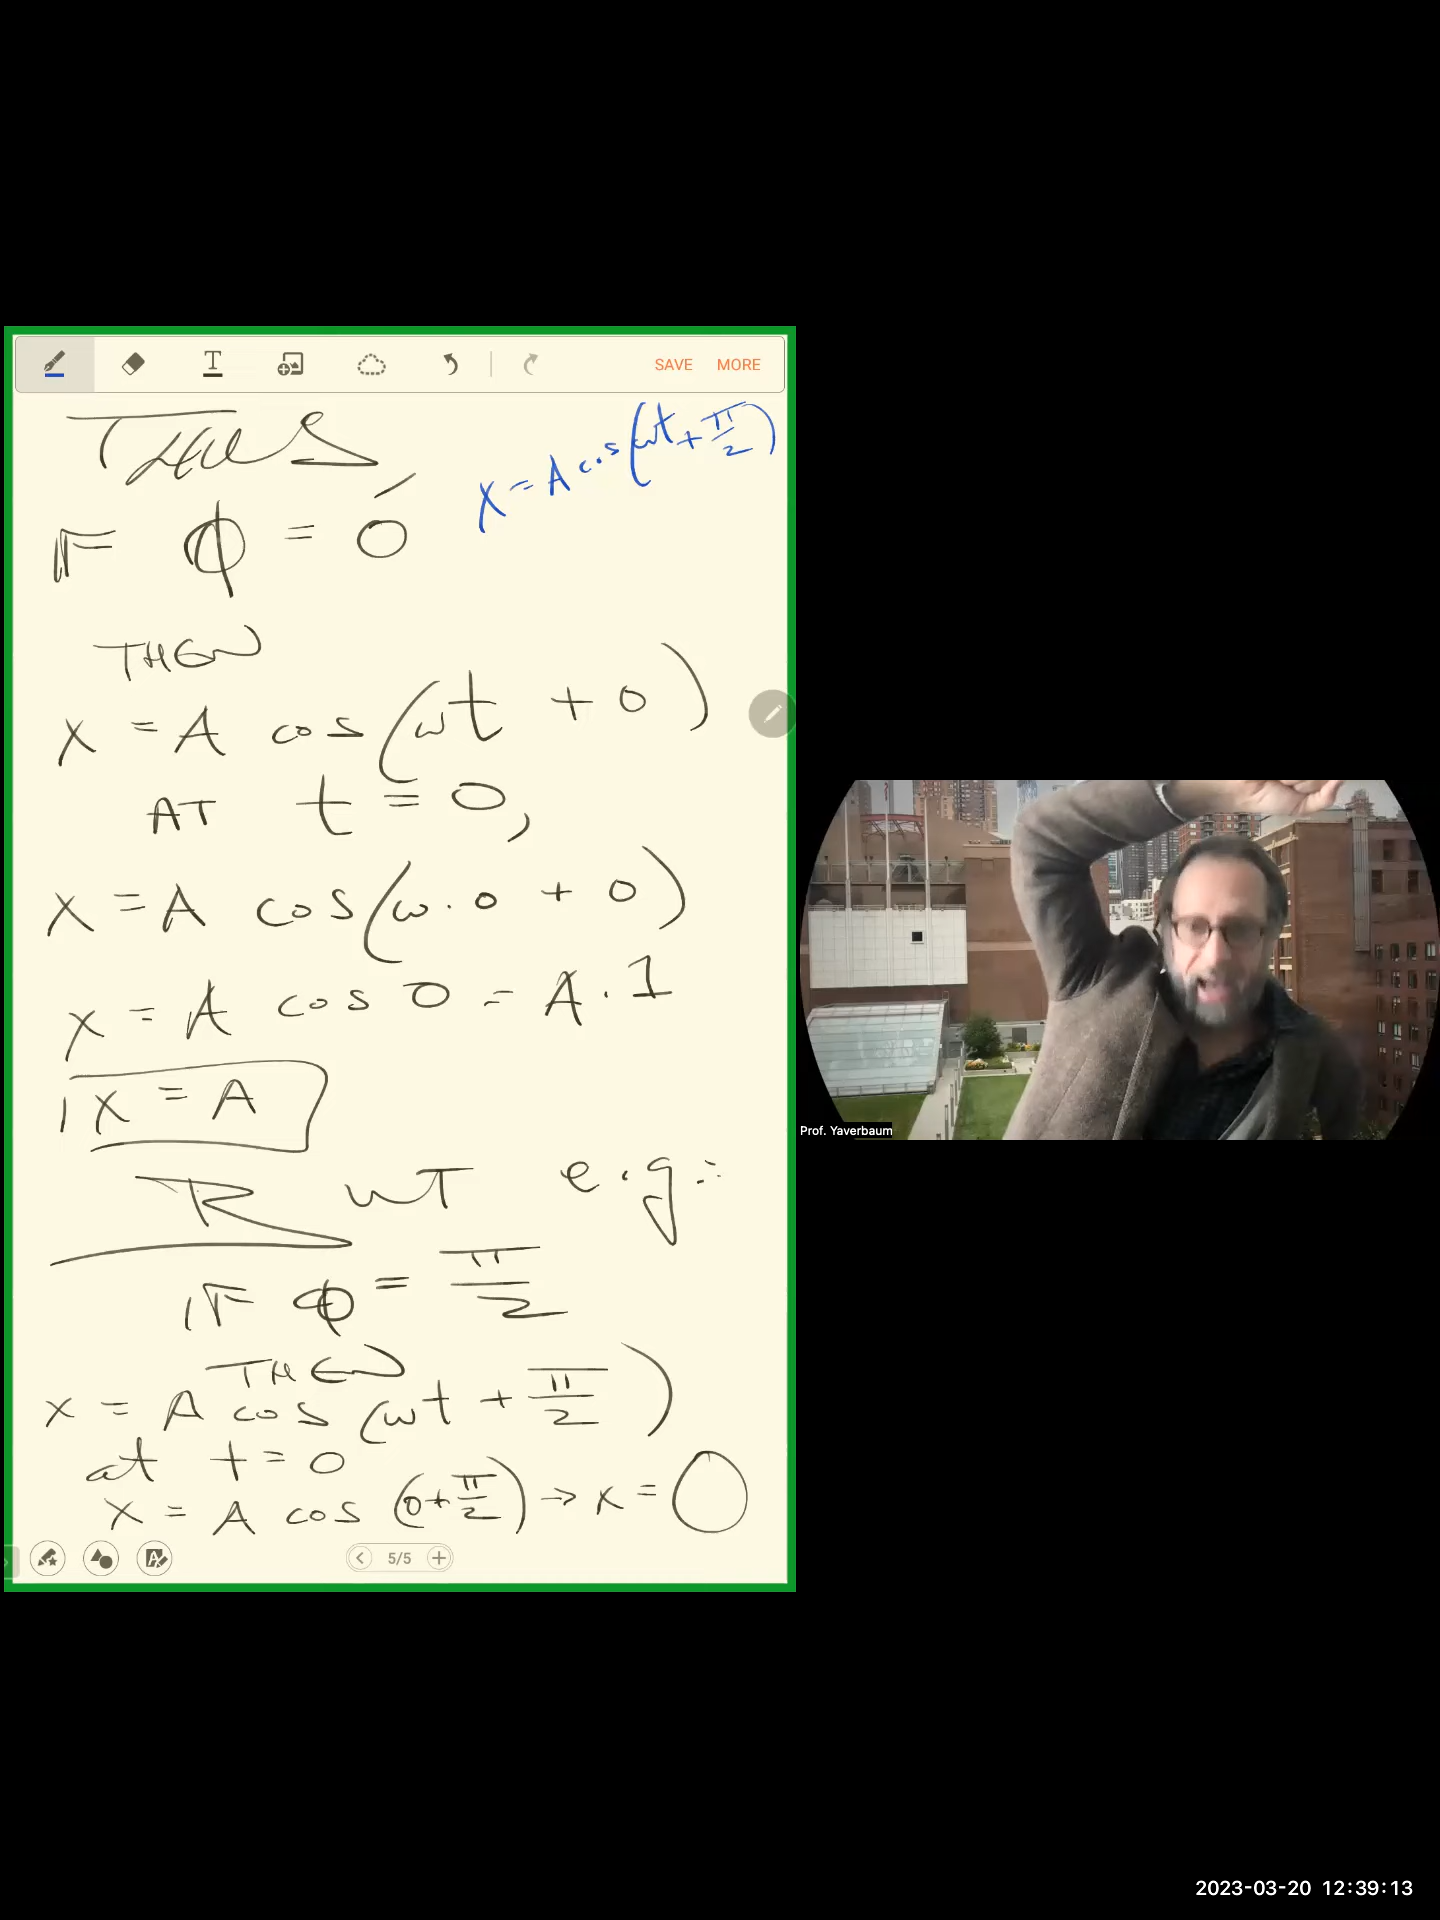 SAVE MORE
THUS,
x = A cos(ωt + π/2)
IF ϕ = 0
THEN
x = A cos(ωt + 0)
AT t = 0,
x = A cos(ω·0 + 0)
x = A cos 0 = A·1
x = A
e.g.:
IF ϕ = π/2
THEN
x = A cos(ωt + π/2)
at t = 0
x = A cos (0+π/2) → x = 0
5/5
Prof. Yaverbaum
2023-03-20 12:39:13